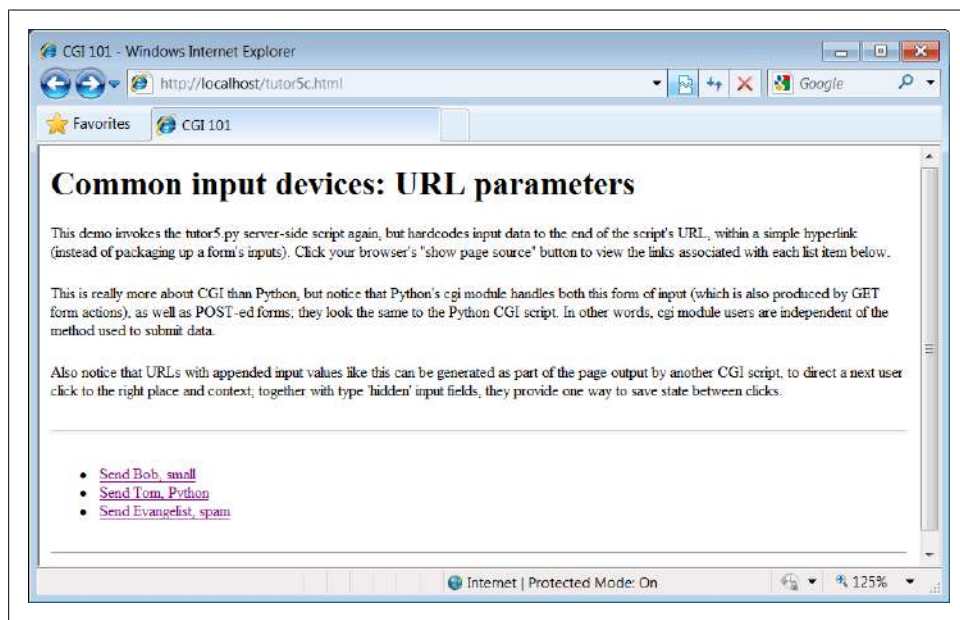 CGI 101 - Windows Internet Explorer
http://localhost/tutor5c.html
Google
Favorites
CGI 101
Common input devices: URL parameters
This demo invokes the tutor5.py server-side script again, but hardcodes input data to the end of the script's URL, within a simple hyperlink
(instead of packaging up a form's inputs). Click your browser's "show page source" button to view the links associated with each list item below.
This is really more about CGI than Python, but notice that Python's cgi module handles both this form of input (which is also produced by GET
form actions), as well as POST-ed forms; they look the same to the Python CGI script. In other words, cgi module users are independent of the
method used to submit data.
Also notice that URLs with appended input values like this can be generated as part of the page output by another CGI script, to direct a next user
click to the right place and context; together with type 'hidden' input fields, they provide one way to save state between clicks.
Send Bob, small
Send Tom, Python
Send Evangelist, spam
Internet | Protected Mode: On
125%